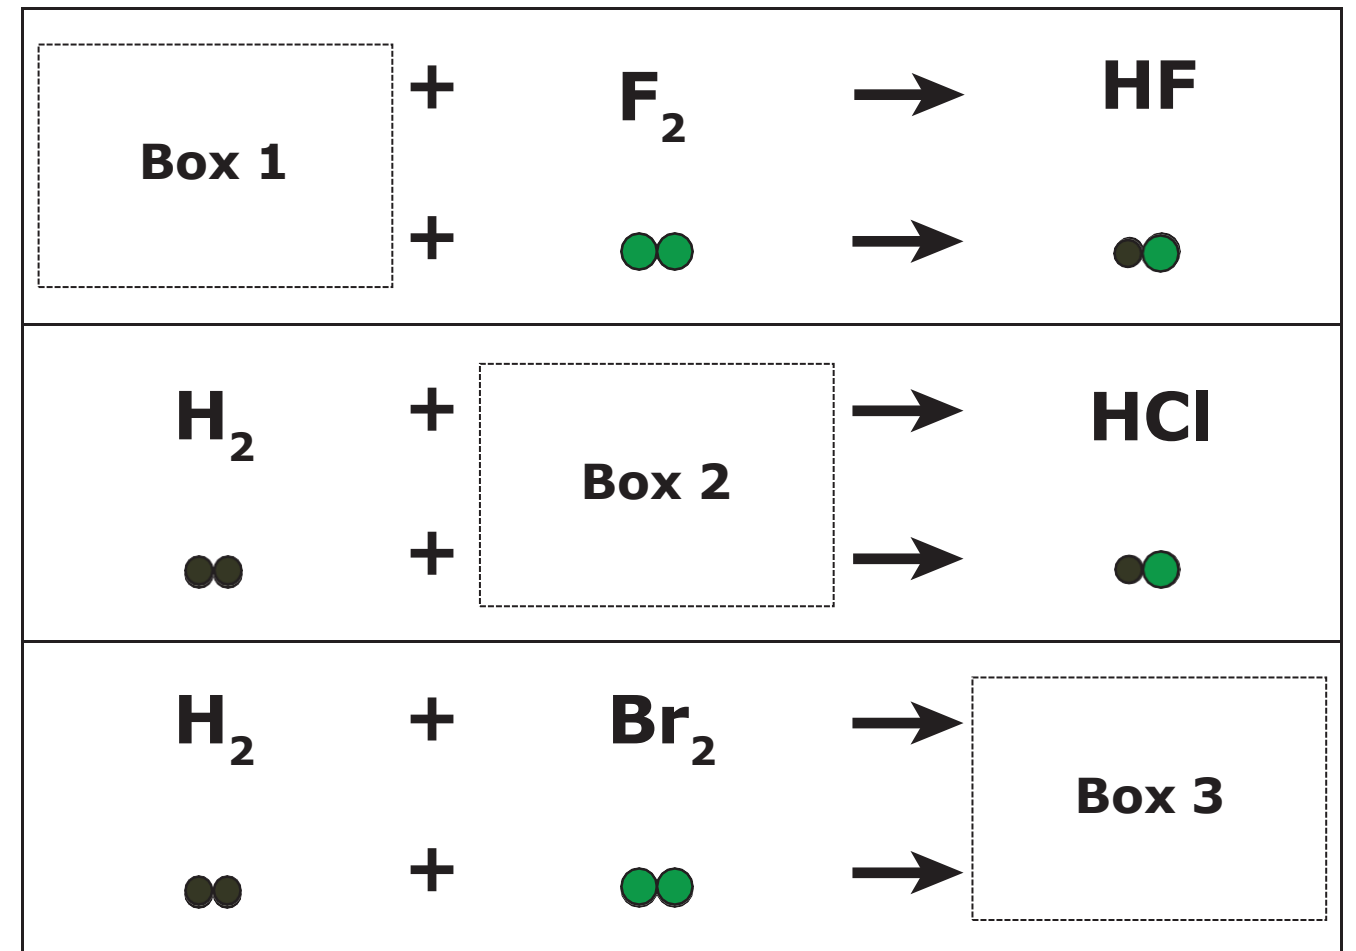 Box 1 + F₂ → HF
+ →
H₂ + Box 2 → HCl
+ →
H₂ + Br₂ → Box 3
+ →